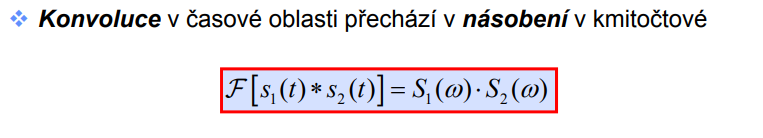 ❖ Konvoluce v časové oblasti přechází v násobení v kmitočtové
ℱ[s₁(t) * s₂(t)] = S₁(ω)·S₂(ω)